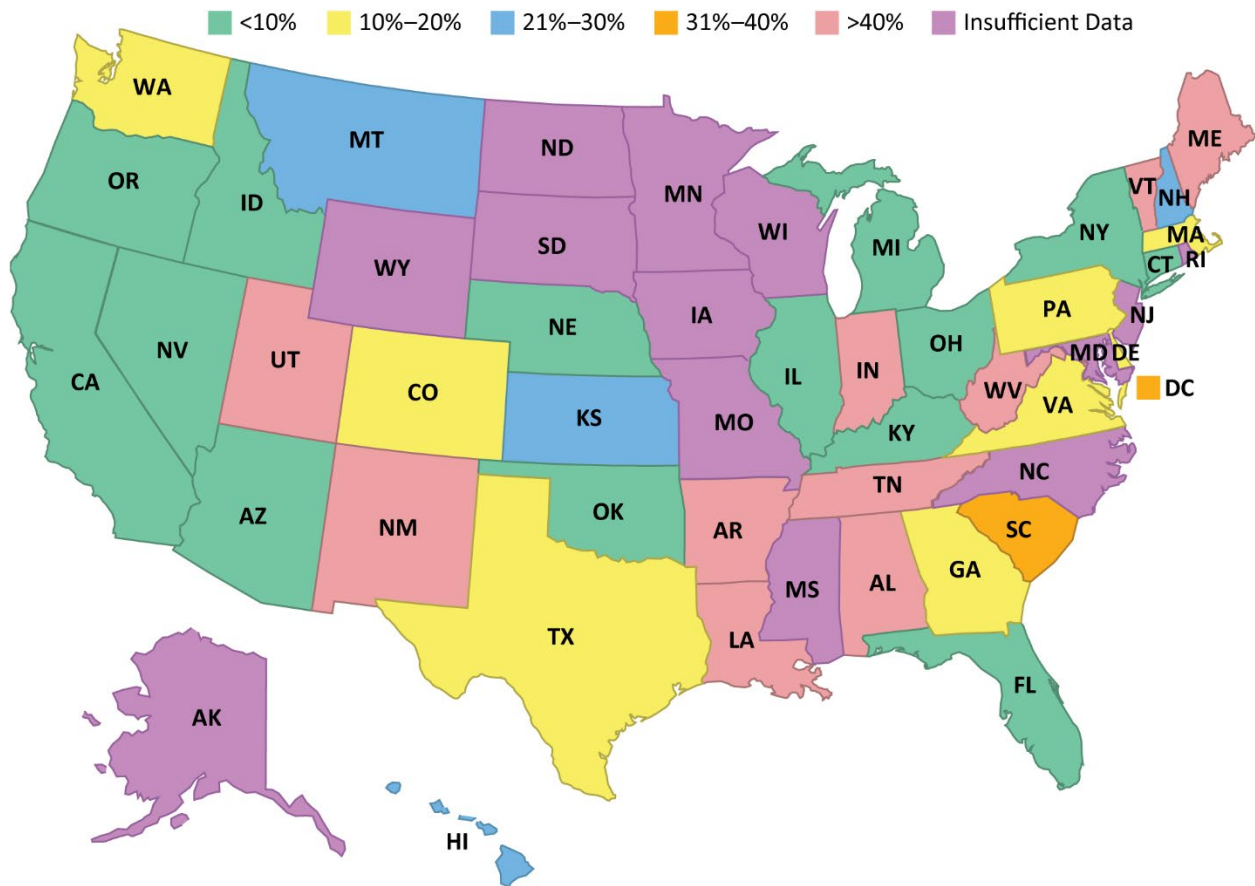 <10% 10%–20% 21%–30% 31%–40% >40% Insufficient Data
WA
MT
ND
ME
OR
ID
MN
VT
NH
SD
WI
NY
MA
WY
MI
CT
RI
NE
IA
PA
NJ
NV
UT
OH
MD
DE
CA
CO
IL
IN
WV
DC
KS
MO
VA
KY
NC
AZ
NM
OK
TN
AR
SC
MS
AL
GA
TX
LA
FL
AK
HI